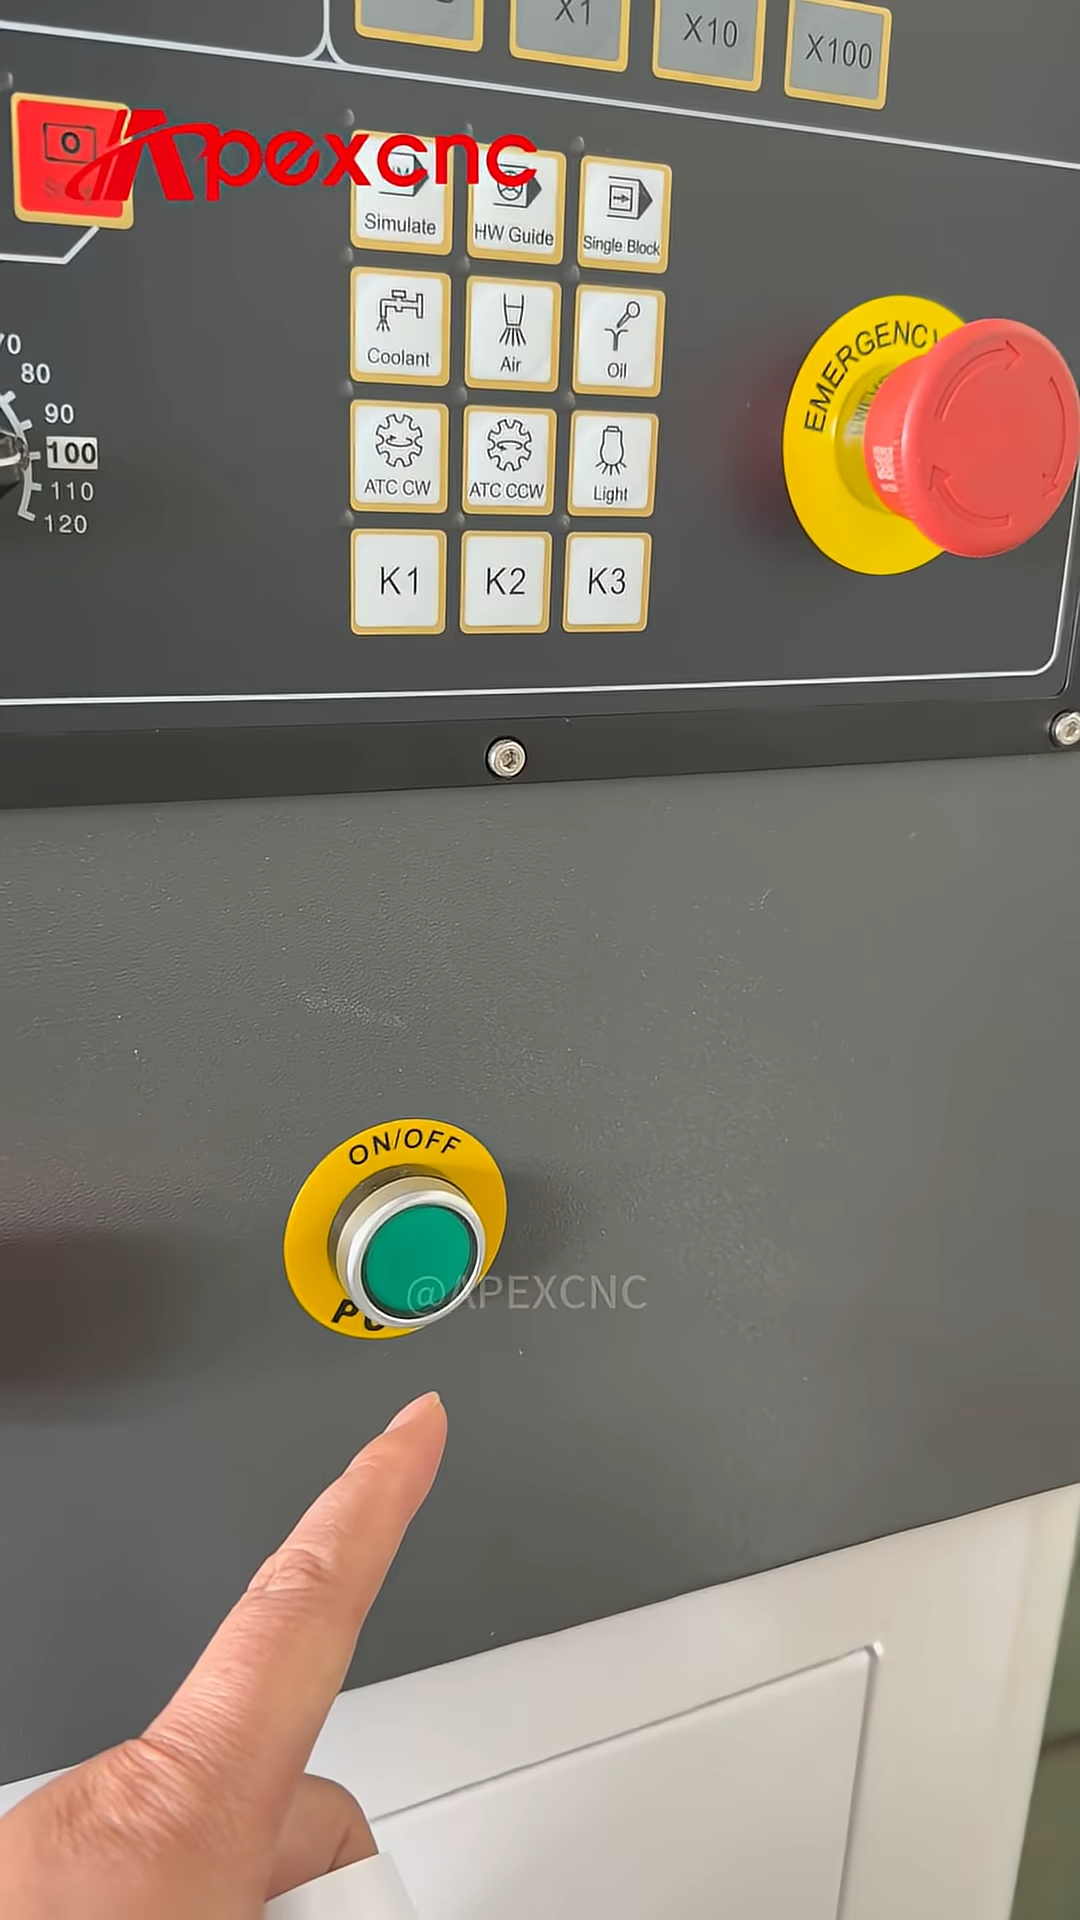 X1
X10
X100
Apexcnc
Simulate
HW Guide
Single Block
Coolant
Air
Oil
70
80
90
100
110
120
EMERGENCY
ATC CW
ATC CCW
Light
K1
K2
K3
ON/OFF
@APEXCNC